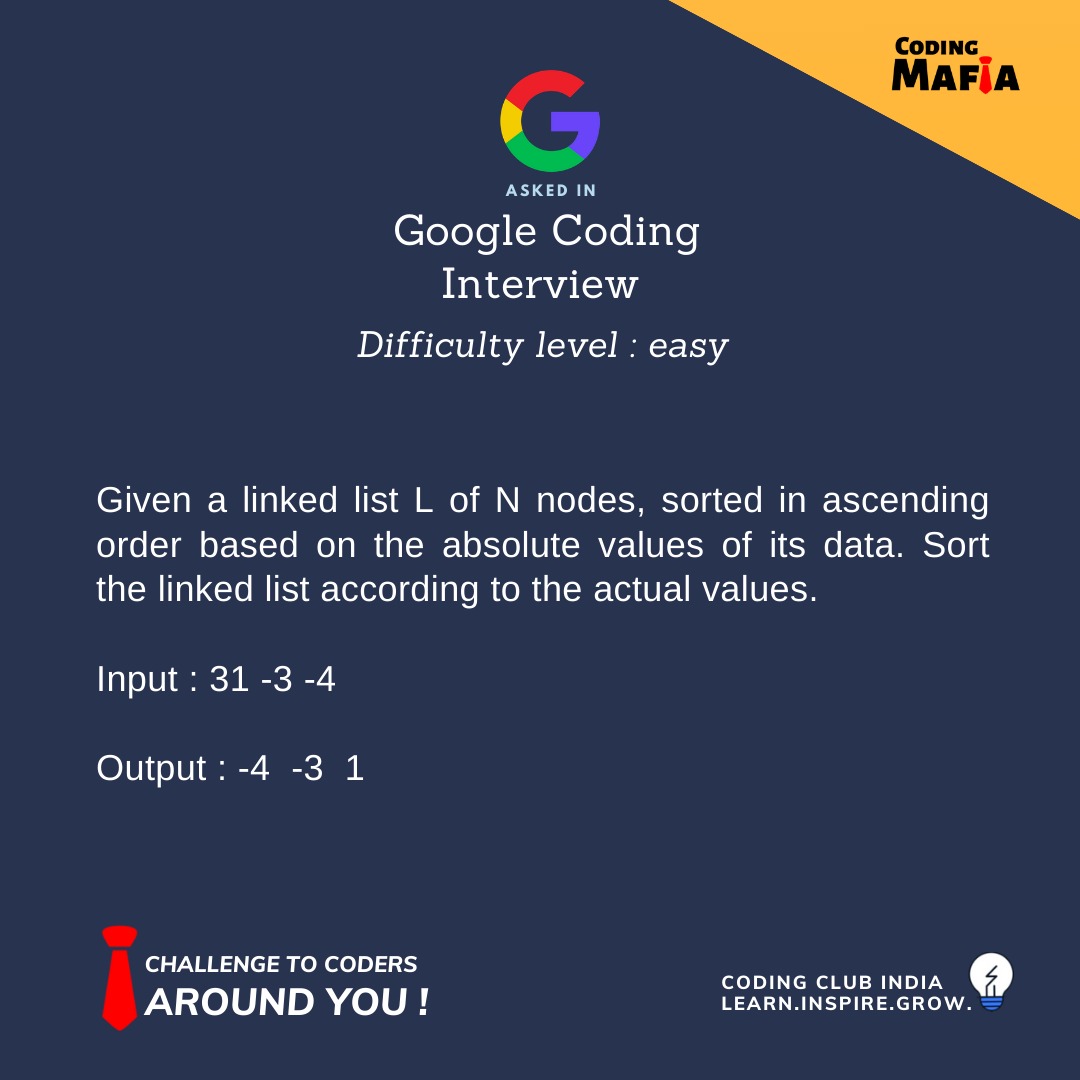 CODING
MAFIA
ASKED IN
Google Coding
Interview
Difficulty level : easy
Given a linked list L of N nodes, sorted in ascending
order based on the absolute values of its data. Sort
the linked list according to the actual values.
Input : 31 -3 -4
Output : -4 -3 1
CHALLENGE TO CODERS
AROUND YOU !
CODING CLUB INDIA
LEARN.INSPIRE.GROW.